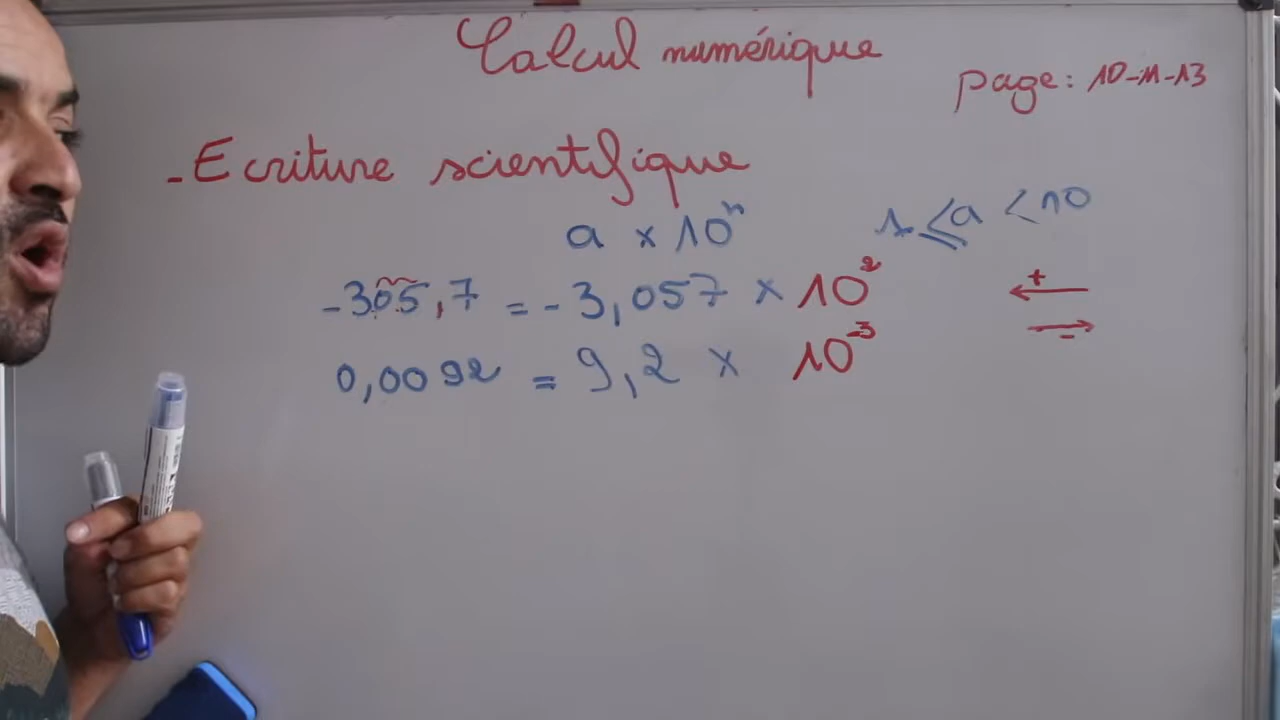 Calcul numérique
page: 10-11-13
- Ecriture scientifique
a × 10ⁿ 1 ≤ a < 10
-305,7 = -3,057 × 10² +
0,0092 = 9,2 × 10⁻³ -